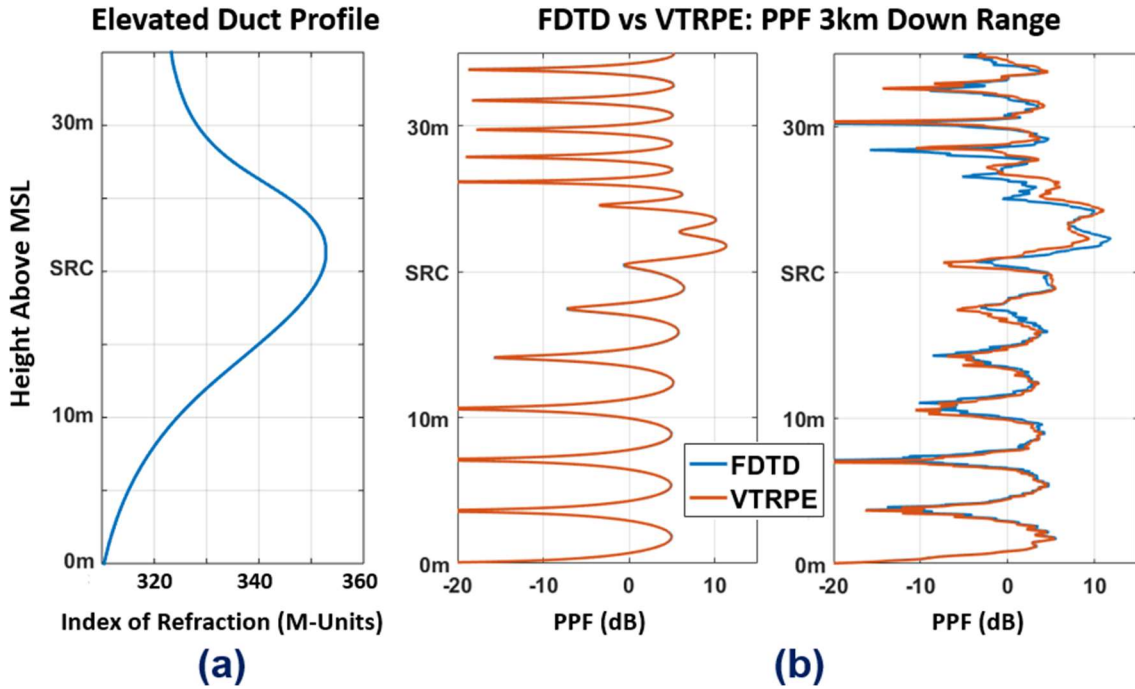 Elevated Duct Profile
FDTD vs VTRPE: PPF 3km Down Range
Height Above MSL
30m
SRC
10m
0m
320
340
360
Index of Refraction (M-Units)
(a)
30m
SRC
10m
0m
-20
-10
0
10
PPF (dB)
FDTD
VTRPE
30m
SRC
10m
0m
-20
-10
0
10
PPF (dB)
(b)